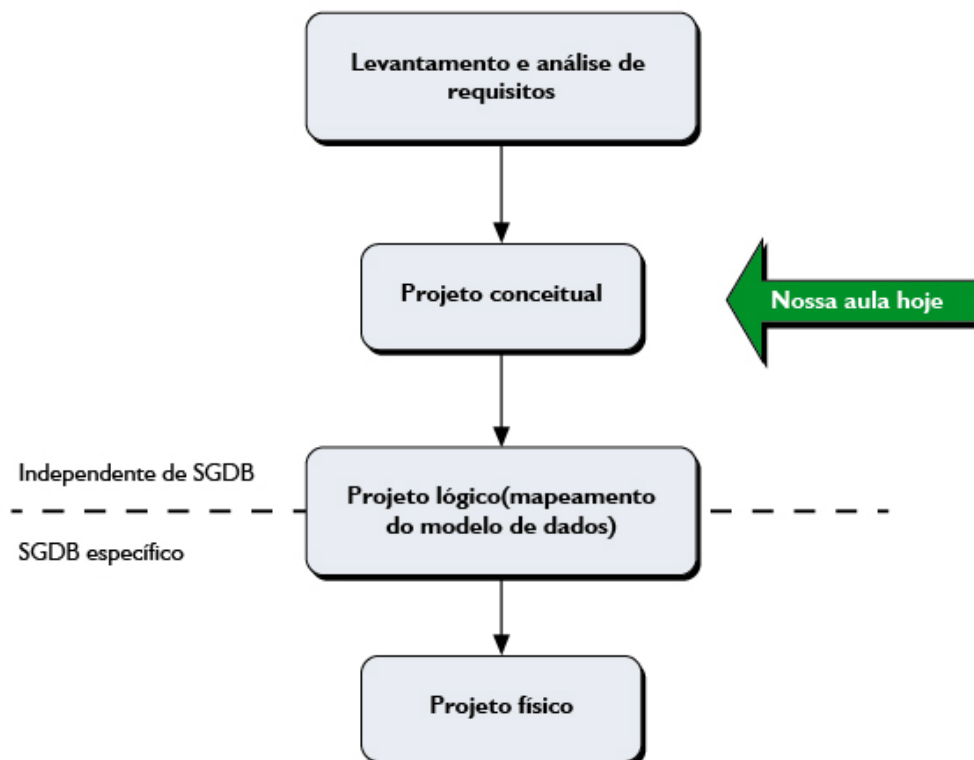 Levantamento e análise de
requisitos
Projeto conceitual
Nossa aula hoje
Independente de SGDB
Projeto lógico(mapeamento
do modelo de dados)
SGDB específico
Projeto físico